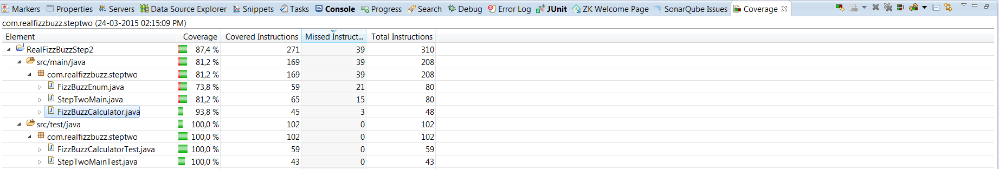 Markers Properties Servers Data Source Explorer Snippets Tasks Console Progress Search Debug Error Log JUnit ZK Welcome Page SonarQube Issues Coverage
com.realfizzbuzz.steptwo (24-03-2015 02:15:09 PM)
Element Coverage Covered Instructions Missed Instruct... Total Instructions
RealFizzBuzzStep2 87,4 % 271 39 310
src/main/java 81,2 % 169 39 208
com.realfizzbuzz.steptwo 81,2 % 169 39 208
FizzBuzzEnum.java 73,8 % 59 21 80
StepTwoMain.java 81,2 % 65 15 80
FizzBuzzCalculator.java 93,8 % 45 3 48
src/test/java 100,0 % 102 0 102
com.realfizzbuzz.steptwo 100,0 % 102 0 102
FizzBuzzCalculatorTest.java 100,0 % 59 0 59
StepTwoMainTest.java 100,0 % 43 0 43